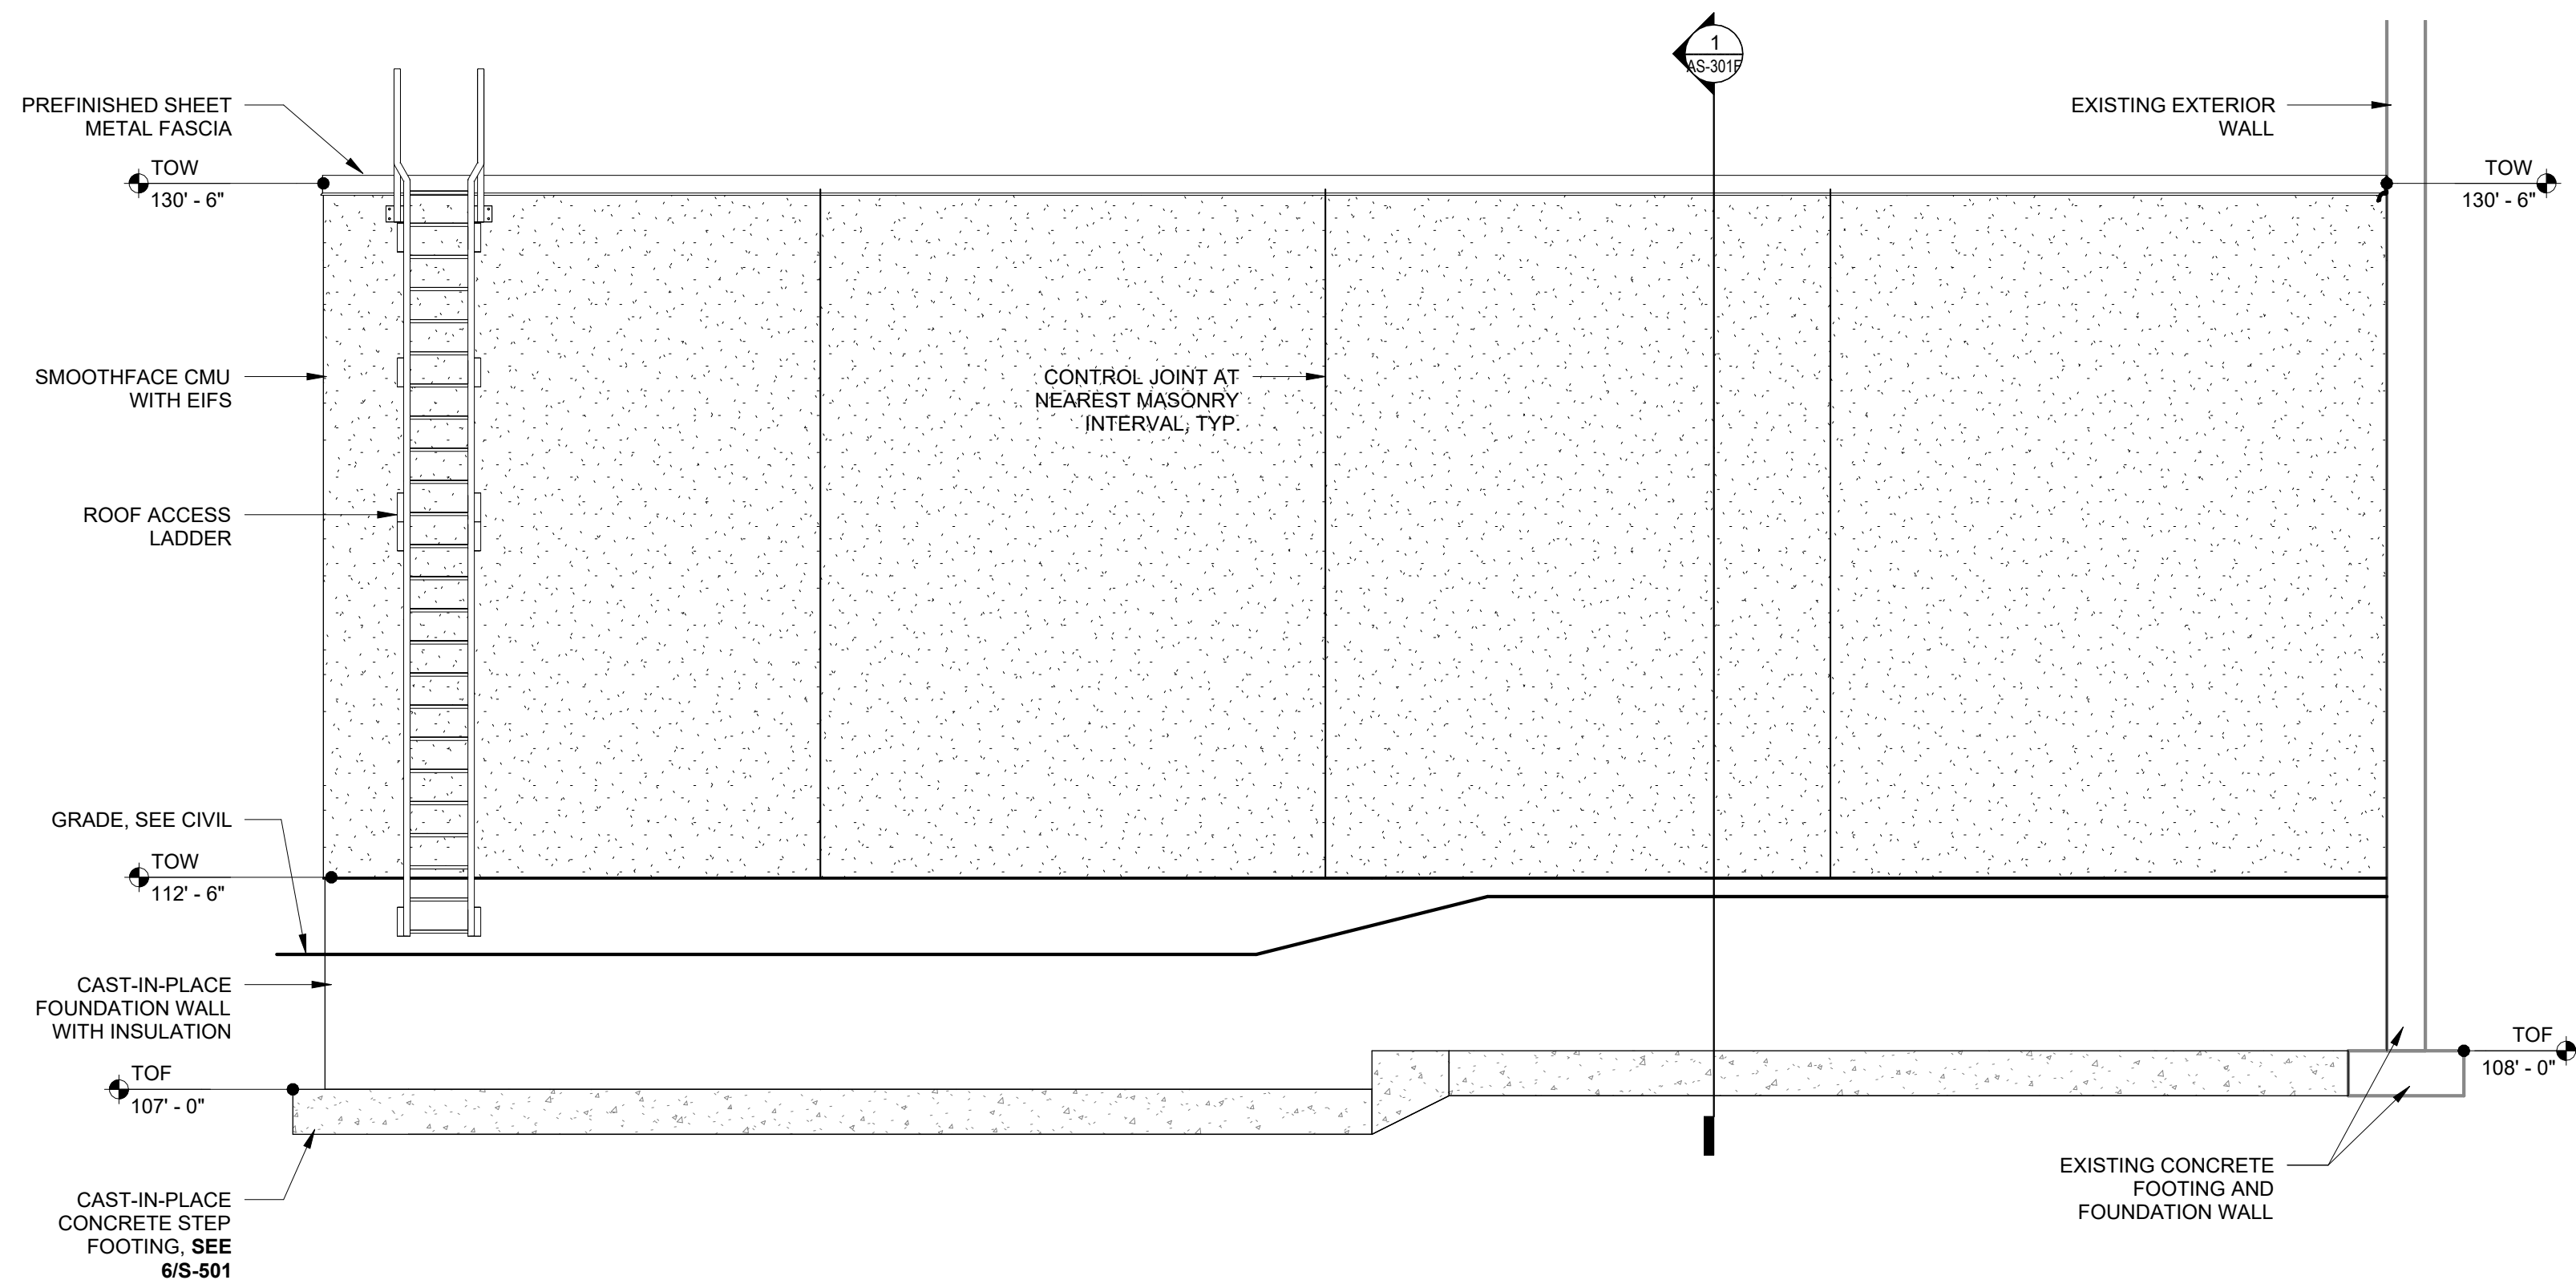 1
AS-301F
PREFINISHED SHEET
METAL FASCIA
EXISTING EXTERIOR
WALL
TOW
130' - 6"
TOW
130' - 6"
SMOOTHFACE CMU
WITH EIFS
CONTROL JOINT AT
NEAREST MASONRY
INTERVAL, TYP.
ROOF ACCESS
LADDER
GRADE, SEE CIVIL
TOW
112' - 6"
CAST-IN-PLACE
FOUNDATION WALL
WITH INSULATION
TOF
108' - 0"
TOF
107' - 0"
EXISTING CONCRETE
FOOTING AND
FOUNDATION WALL
CAST-IN-PLACE
CONCRETE STEP
FOOTING, SEE
6/S-501